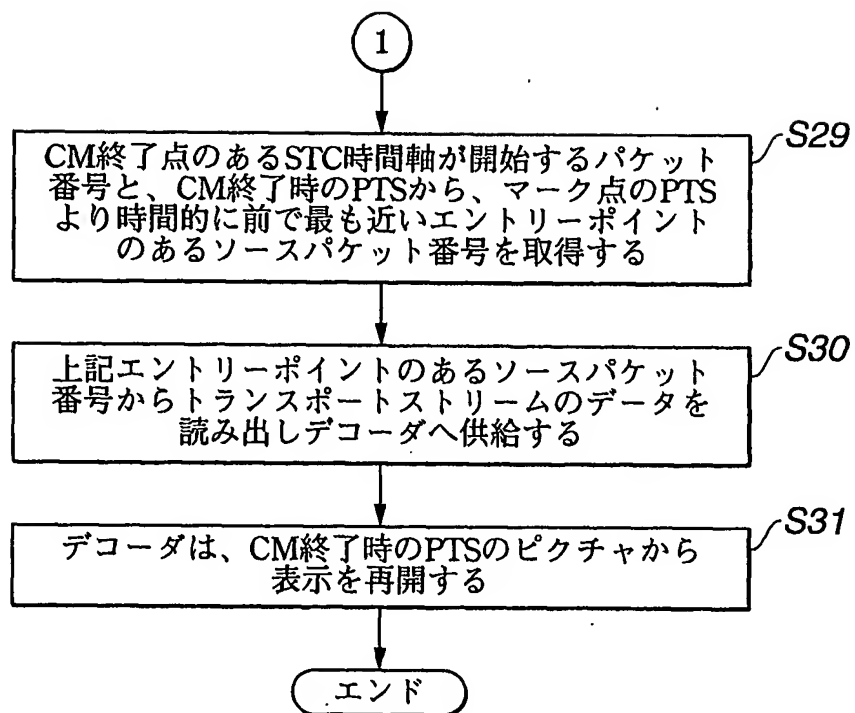 1
CM終了点のあるSTC時間軸が開始するパケット
番号と、CM終了時のPTSから、マーク点のPTS
より時間的に前で最も近いエントリーポイント
のあるソースパケット番号を取得する
S29
上記エントリーポイントのあるソースパケット
番号からトランスポートストリームのデータを
読み出しデコーダへ供給する
S30
デコーダは、CM終了時のPTSのピクチャから
表示を再開する
S31
エンド